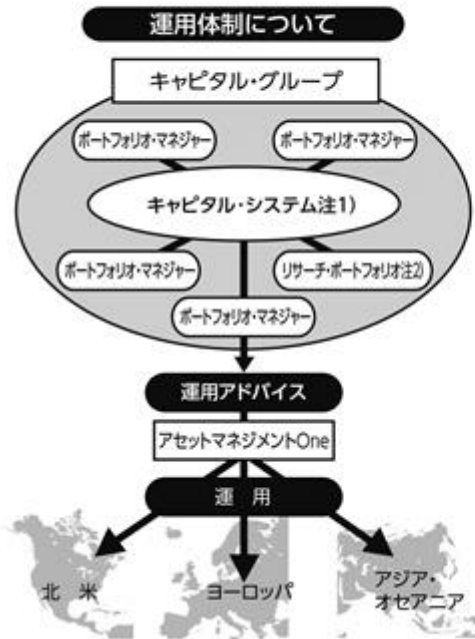 運用体制について
キャピタル・グループ
ポートフォリオ・マネジャー
ポートフォリオ・マネジャー
キャピタル・システム注1)
ポートフォリオ・マネジャー
リサーチ・ポートフォリオ注2)
ポートフォリオ・マネジャー
運用アドバイス
アセットマネジメントOne
運 用
北 米
ヨーロッパ
アジア・
オセアニア